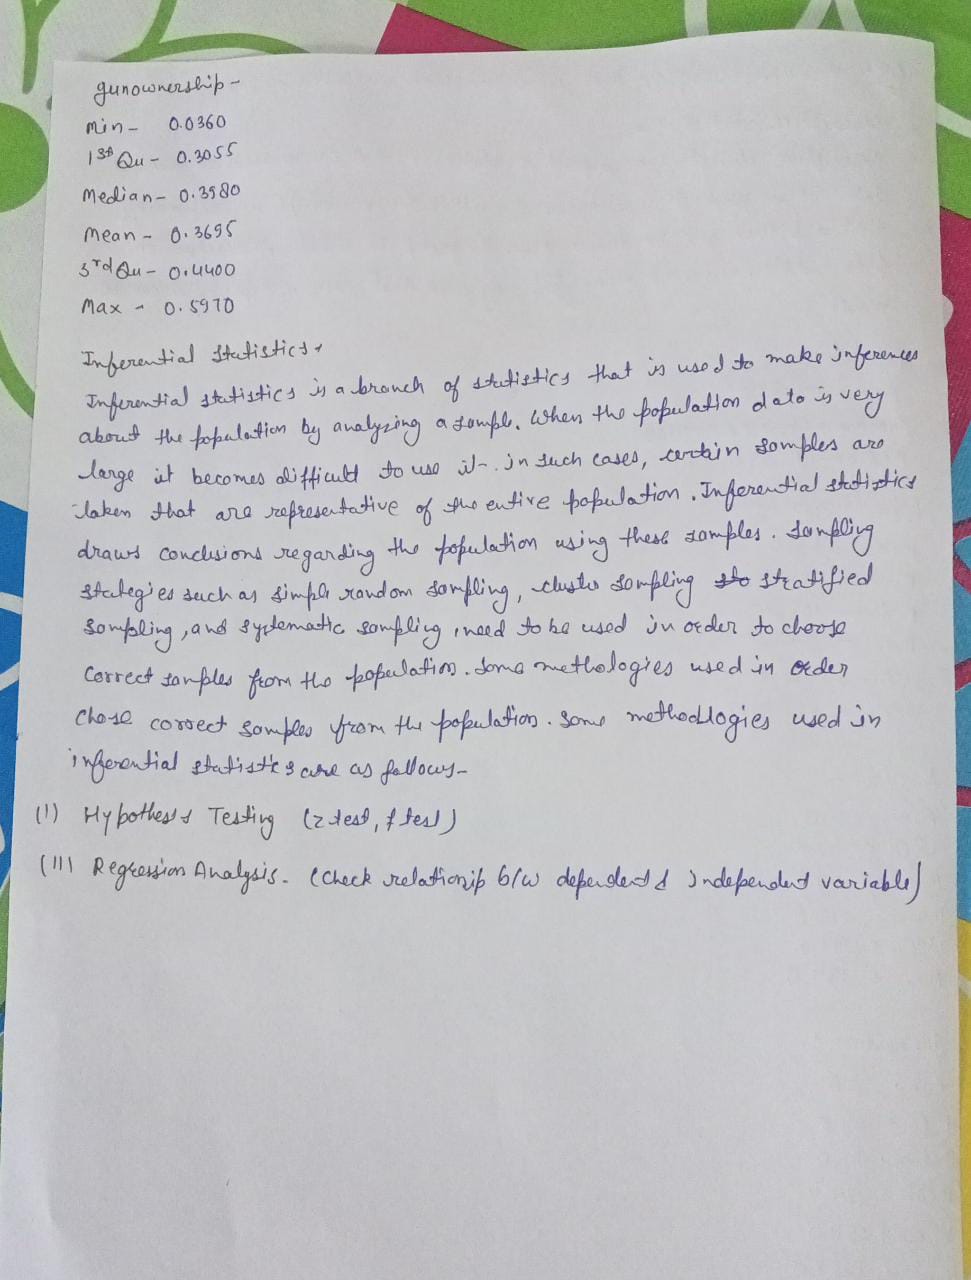 gunownership -
Min - 0.0360
1st Qu - 0.3055
Median - 0.3980
Mean - 0.3695
3rd Qu - 0.4400
Max - 0.5970
Inferential Statistics
Inferential statistics is a branch of statistics that is used to make inferences
about the population by analyzing a sample. When the population data is very
large it becomes difficult to use it. in such cases, certain samples are
taken that are representative of the entire population. Inferential statistics
draws conclusions regarding the population using these samples. Sampling
stategies such as simple random sampling, cluster sampling stratified
sampling, and systematic sampling, need to be used in order to choose
correct samples from the population. Some methologies used in order
chose correct samples from the population. Some methodlogies used in
inferential statistics are as follows -
(I) Hypothesis Testing (z test, f test)
(III) Regression Analysis - (Check relationip b/w dependent & independent variable)